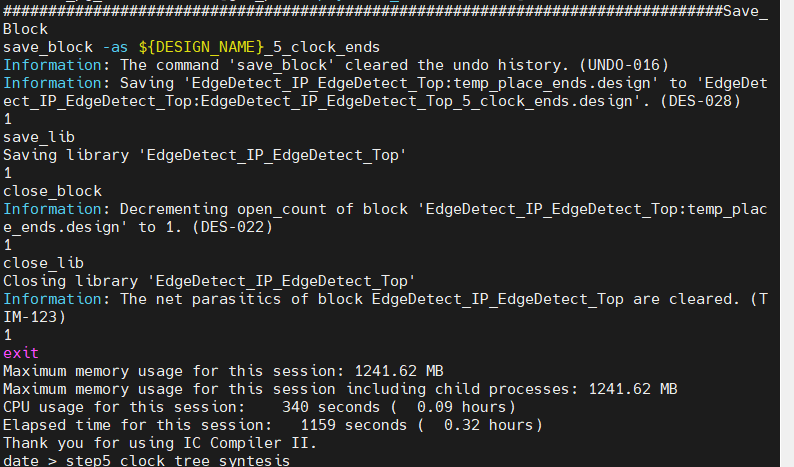 ################################################################################Save_
Block
save_block -as ${DESIGN_NAME}_5_clock_ends
Information: The command 'save_block' cleared the undo history. (UNDO-016)
Information: Saving 'EdgeDetect_IP_EdgeDetect_Top:temp_place_ends.design' to 'EdgeDet
ect_IP_EdgeDetect_Top:EdgeDetect_IP_EdgeDetect_Top_5_clock_ends.design'. (DES-028)
1
save_lib
Saving library 'EdgeDetect_IP_EdgeDetect_Top'
1
close_block
Information: Decrementing open_count of block 'EdgeDetect_IP_EdgeDetect_Top:temp_plac
e_ends.design' to 1. (DES-022)
1
close_lib
Closing library 'EdgeDetect_IP_EdgeDetect_Top'
Information: The net parasitics of block EdgeDetect_IP_EdgeDetect_Top are cleared. (T
IM-123)
1
exit
Maximum memory usage for this session: 1241.62 MB
Maximum memory usage for this session including child processes: 1241.62 MB
CPU usage for this session:    340 seconds (  0.09 hours)
Elapsed time for this session:   1159 seconds (  0.32 hours)
Thank you for using IC Compiler II.
date > step5_clock_tree_syntesis